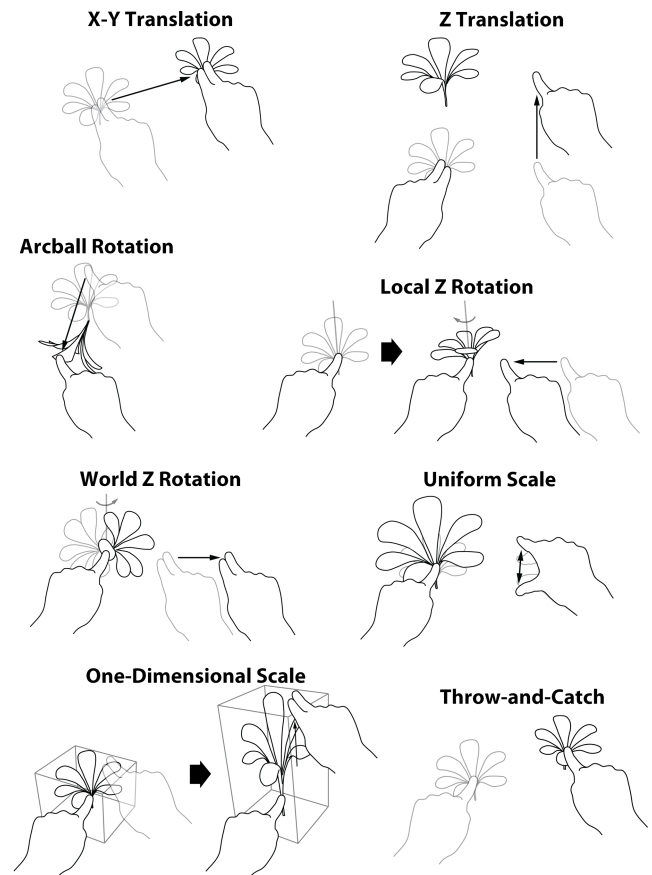 X-Y Translation
Z Translation
Arcball Rotation
Local Z Rotation
World Z Rotation
Uniform Scale
One-Dimensional Scale
Throw-and-Catch